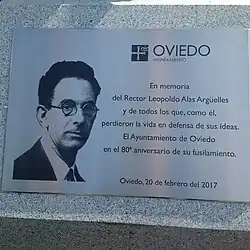 OVIEDO
AYUNTAMIENTO
En memoria
del Rector Leopoldo Alas Argüelles
y de todos los que, como él,
perdieron la vida en defensa de sus ideas.
El Ayuntamiento de Oviedo
en el 80º aniversario de su fusilamiento.
Oviedo, 20 de febrero del 2017